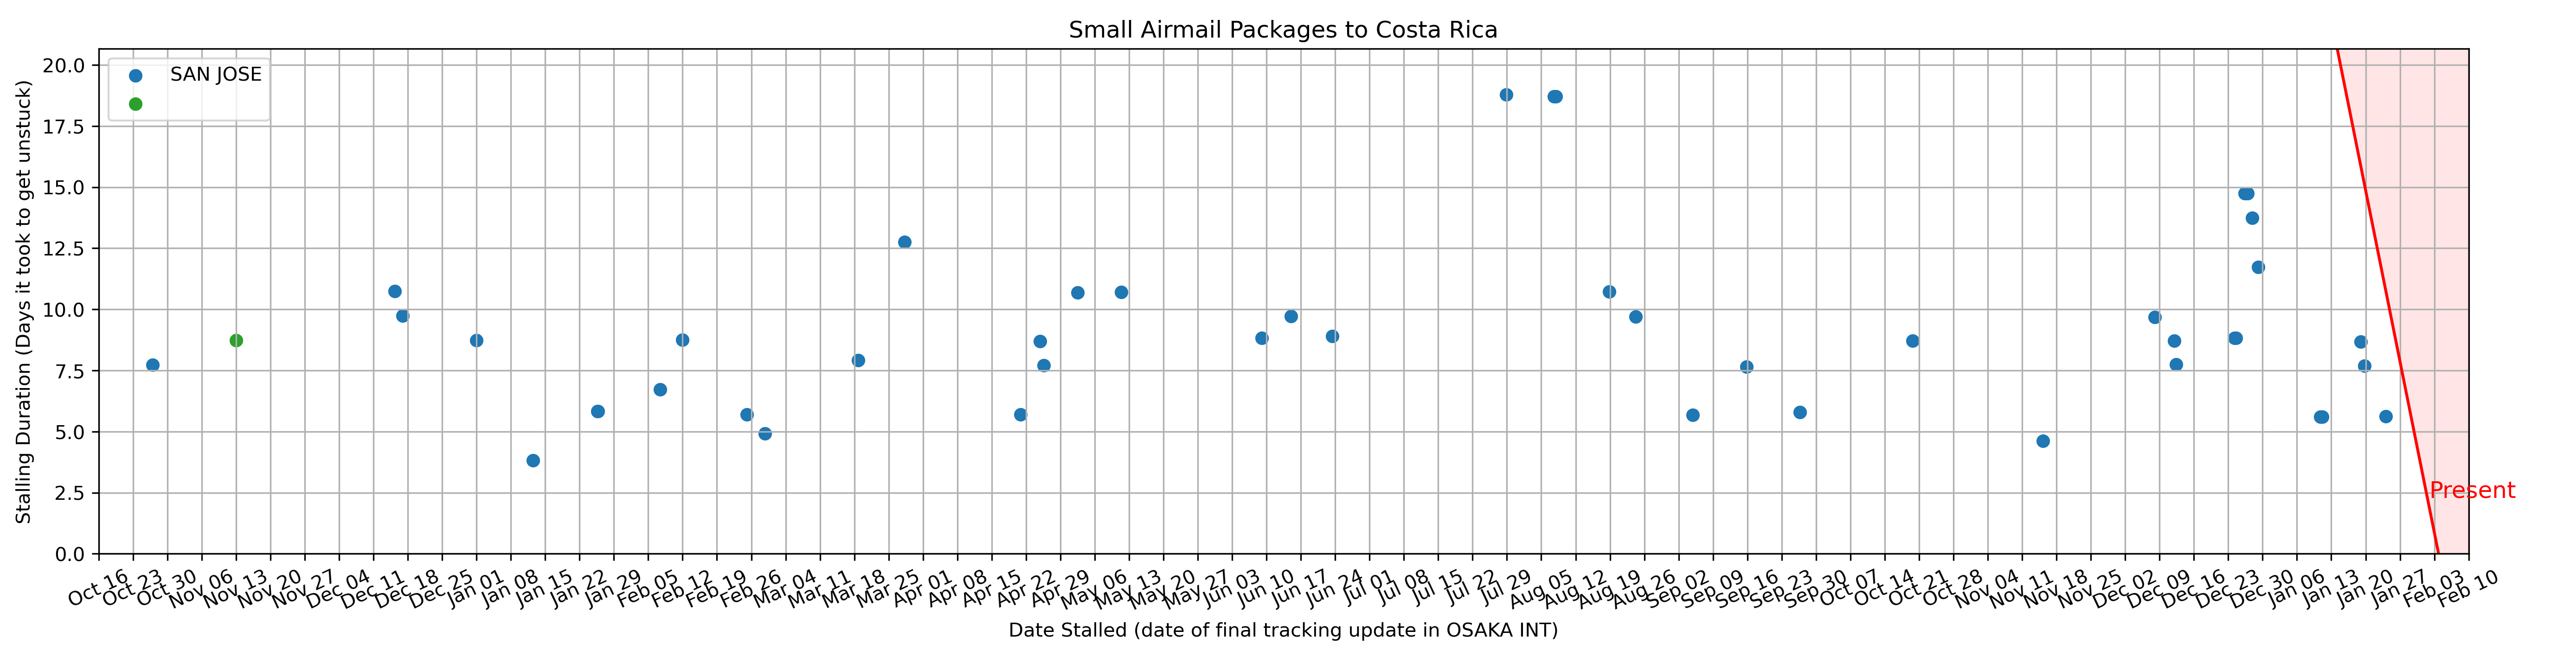 Small Airmail Packages to Costa Rica
Stalling Duration (Days it took to get unstuck)
20.0
17.5
15.0
12.5
10.0
7.5
5.0
2.5
0.0
SAN JOSE
Present
Oct 16
Oct 23
Oct 30
Nov 06
Nov 13
Nov 20
Nov 27
Dec 04
Dec 11
Dec 18
Dec 25
Jan 01
Jan 08
Jan 15
Jan 22
Jan 29
Feb 05
Feb 12
Feb 19
Feb 26
Mar 04
Mar 11
Mar 18
Mar 25
Apr 01
Apr 08
Apr 15
Apr 22
Apr 29
May 06
May 13
May 20
May 27
Jun 03
Jun 10
Jun 17
Jun 24
Jul 01
Jul 08
Jul 15
Jul 22
Jul 29
Aug 05
Aug 12
Aug 19
Aug 26
Sep 02
Sep 09
Sep 16
Sep 23
Sep 30
Oct 07
Oct 14
Oct 21
Oct 28
Nov 04
Nov 11
Nov 18
Nov 25
Dec 02
Dec 09
Dec 16
Dec 23
Dec 30
Jan 06
Jan 13
Jan 20
Jan 27
Feb 03
Feb 10
Date Stalled (date of final tracking update in OSAKA INT)